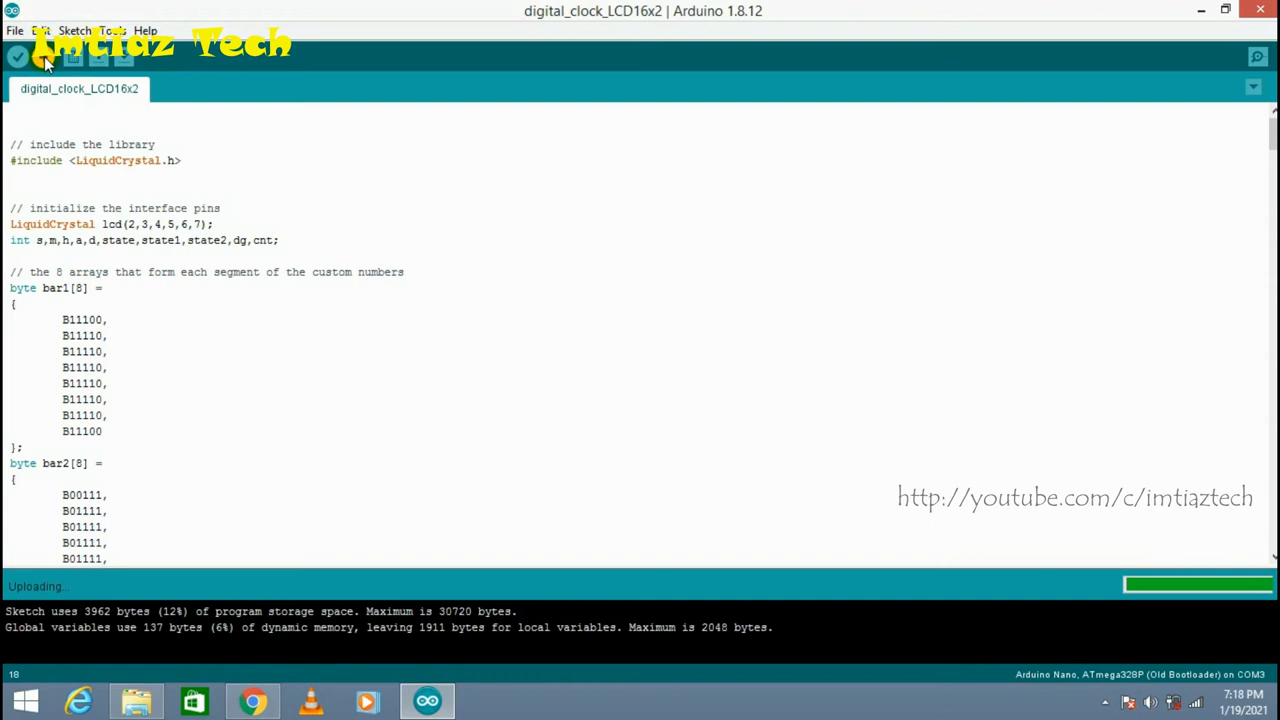 digital_clock_LCD16x2 | Arduino 1.8.12
File Edit Sketch Tools Help
Imtiaz Tech
digital_clock_LCD16x2
// include the library
#include <LiquidCrystal.h>
// initialize the interface pins
LiquidCrystal lcd(2,3,4,5,6,7);
int s,m,h,a,d,state,state1,state2,dg,cnt;
// the 8 arrays that form each segment of the custom numbers
byte bar1[8] =
{
B11100,
B11110,
B11110,
B11110,
B11110,
B11110,
B11110,
B11100
};
byte bar2[8] =
{
B00111,
B01111,
B01111,
B01111,
B01111,
http://youtube.com/c/imtiaztech
Uploading...
Sketch uses 3962 bytes (12%) of program storage space. Maximum is 30720 bytes.
Global variables use 137 bytes (6%) of dynamic memory, leaving 1911 bytes for local variables. Maximum is 2048 bytes.
18
Arduino Nano, ATmega328P (Old Bootloader) on COM3
7:18 PM
1/19/2021